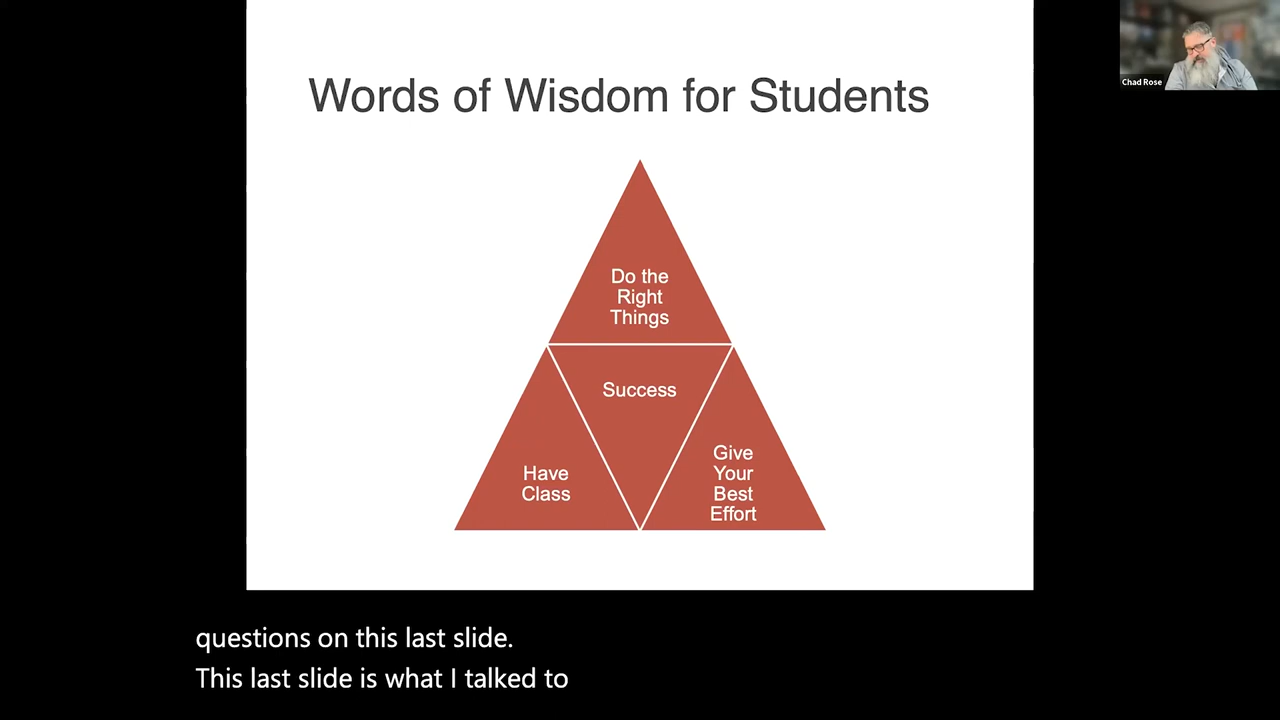 Chad Rose
Words of Wisdom for Students
Do the
Right
Things
Success
Have
Class
Give
Your
Best
Effort
questions on this last slide.
This last slide is what I talked to